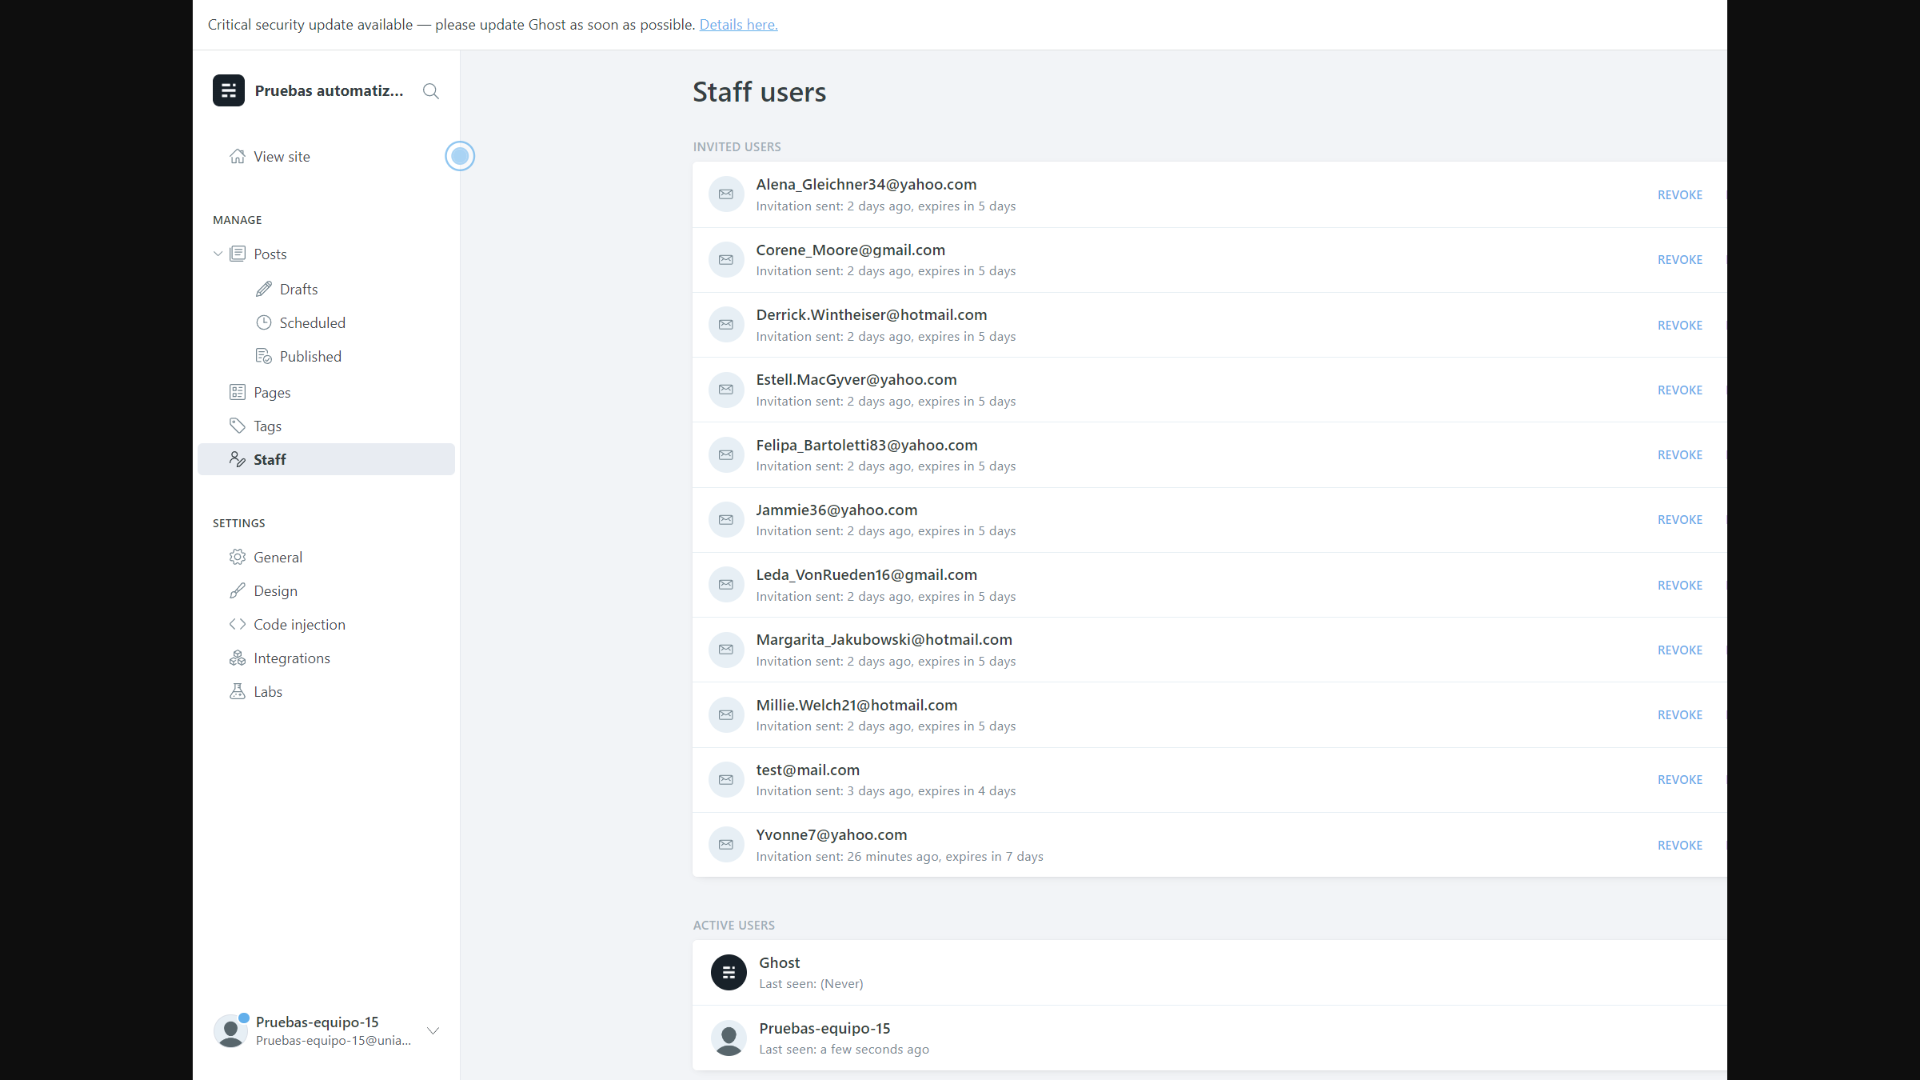 Critical security update available — please update Ghost as soon as possible. Details here.
Pruebas automatiz...
View site
MANAGE
Posts
Drafts
Scheduled
Published
Pages
Tags
Staff
SETTINGS
General
Design
Code injection
Integrations
Labs
Pruebas-equipo-15
Pruebas-equipo-15@unia...
Staff users
INVITED USERS
Alena_Gleichner34@yahoo.com
Invitation sent: 2 days ago, expires in 5 days
REVOKE
Corene_Moore@gmail.com
Invitation sent: 2 days ago, expires in 5 days
REVOKE
Derrick.Wintheiser@hotmail.com
Invitation sent: 2 days ago, expires in 5 days
REVOKE
Estell.MacGyver@yahoo.com
Invitation sent: 2 days ago, expires in 5 days
REVOKE
Felipa_Bartoletti83@yahoo.com
Invitation sent: 2 days ago, expires in 5 days
REVOKE
Jammie36@yahoo.com
Invitation sent: 2 days ago, expires in 5 days
REVOKE
Leda_VonRueden16@gmail.com
Invitation sent: 2 days ago, expires in 5 days
REVOKE
Margarita_Jakubowski@hotmail.com
Invitation sent: 2 days ago, expires in 5 days
REVOKE
Millie.Welch21@hotmail.com
Invitation sent: 2 days ago, expires in 5 days
REVOKE
test@mail.com
Invitation sent: 3 days ago, expires in 4 days
REVOKE
Yvonne7@yahoo.com
Invitation sent: 26 minutes ago, expires in 7 days
REVOKE
ACTIVE USERS
Ghost
Last seen: (Never)
Pruebas-equipo-15
Last seen: a few seconds ago